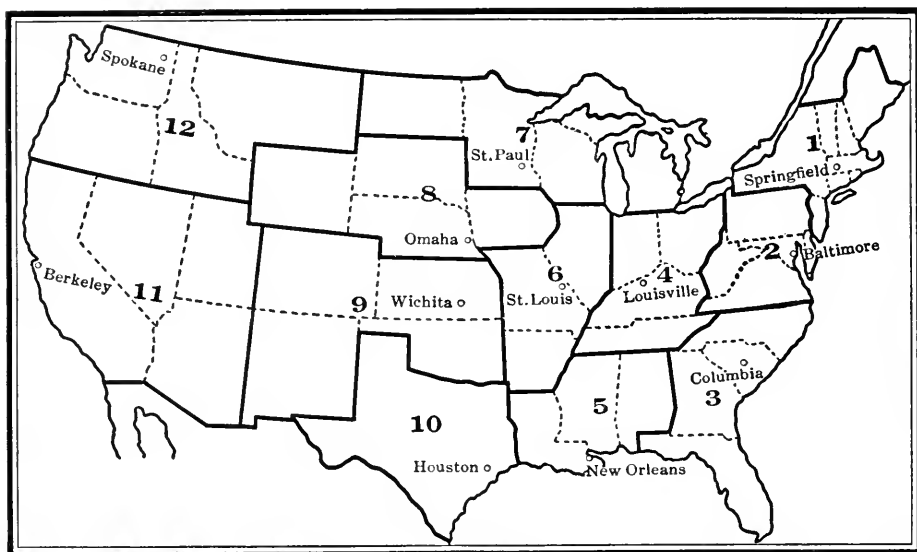 Spokane
12
7
1
St. Paul
Springfield
8
Omaha
2
Baltimore
Berkeley
11
9
Wichita
6
St. Louis
4
Louisville
Columbia
5
3
10
Houston
New Orleans